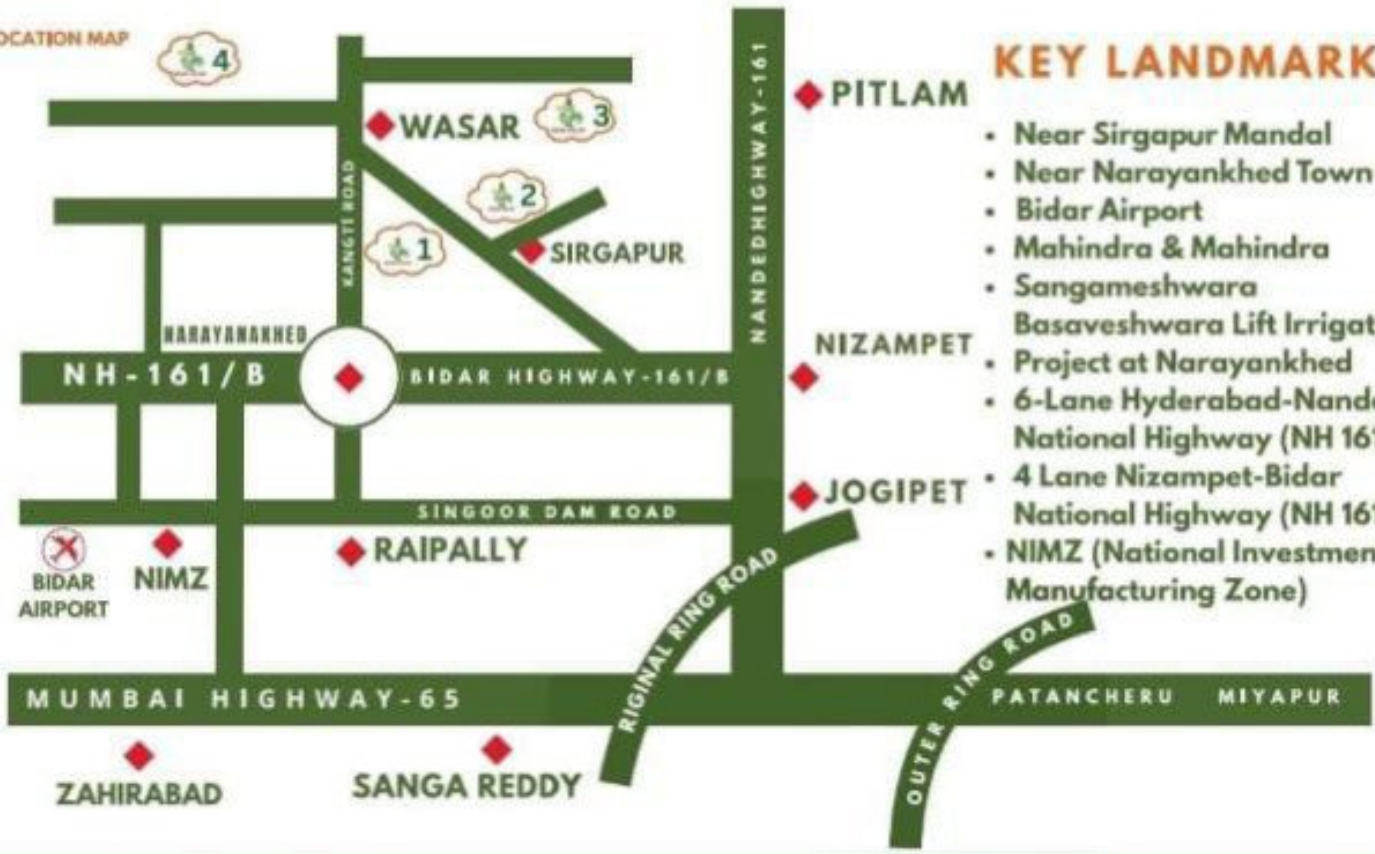 OCATION MAP
4
WASAR
3
KANGTI ROAD
2
1
SIRGAPUR
NARAYANAKHED
NH-161/B
BIDAR HIGHWAY-161/B
NANDEDHIGHWAY-161
PITLAM
NIZAMPET
JOGIPET
SINGOOR DAM ROAD
BIDAR
AIRPORT
NIMZ
RAIPALLY
RIGINAL RING ROAD
MUMBAI HIGHWAY-65
OUTER RING ROAD
PATANCHERU MIYAPUR
ZAHIRABAD
SANGA REDDY
KEY LANDMARK
• Near Sirgapur Mandal
• Near Narayankhed Town
• Bidar Airport
• Mahindra & Mahindra
• Sangameshwara
Basaveshwara Lift Irrigat
• Project at Narayankhed
• 6-Lane Hyderabad-Nand
National Highway (NH 16
• 4 Lane Nizampet-Bidar
National Highway (NH 16
• NIMZ (National Investmen
Manufacturing Zone)